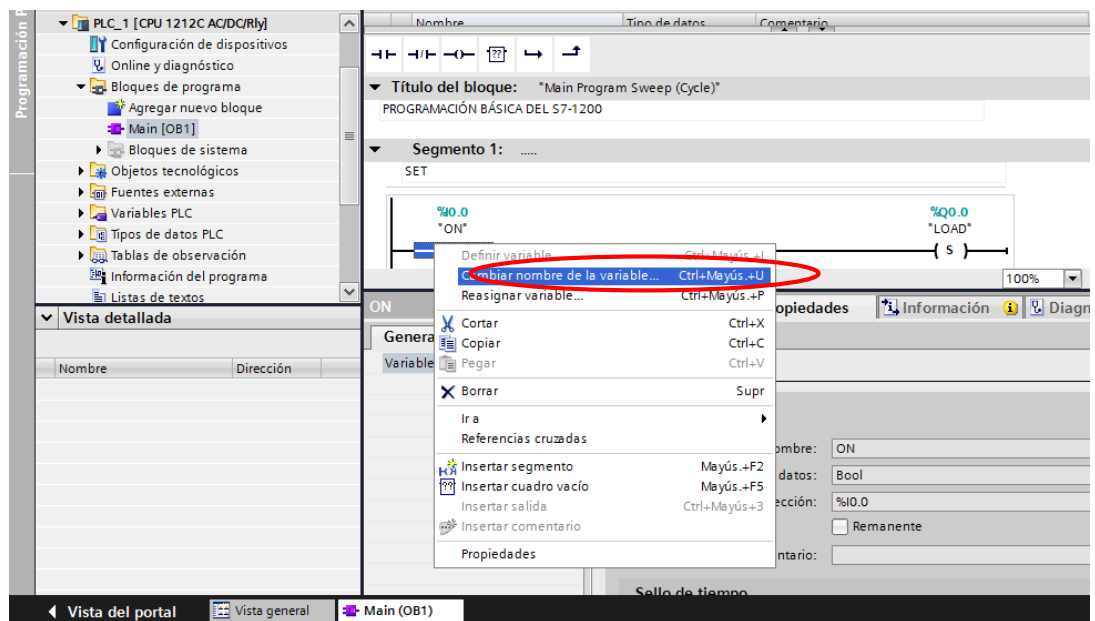 Programación P
PLC_1 [CPU 1212C AC/DC/Rly]
Configuración de dispositivos
Online y diagnóstico
Bloques de programa
Agregar nuevo bloque
Main [OB1]
Bloques de sistema
Objetos tecnológicos
Fuentes externas
Variables PLC
Tipos de datos PLC
Tablas de observación
Información del programa
Listas de textos
Vista detallada
Nombre Dirección
Nombre Tipo de datos Comentario
??
Título del bloque: "Main Program Sweep (Cycle)"
PROGRAMACIÓN BÁSICA DEL S7-1200
Segmento 1: .....
SET
%I0.0 %Q0.0
"ON" "LOAD"
( S )
100%
Definir variable... Ctrl+Mayús.+I
Cambiar nombre de la variable... Ctrl+Mayús.+U
Reasignar variable... Ctrl+Mayús.+P
Cortar Ctrl+X
Copiar Ctrl+C
Pegar Ctrl+V
Borrar Supr
Ir a
Referencias cruzadas
Insertar segmento Mayús.+F2
?? Insertar cuadro vacío Mayús.+F5
Insertar salida Ctrl+Mayús+3
Insertar comentario
Propiedades
ON
opiedades Información Diagn
Genera
Variable
ombre: ON
datos: Bool
ección: %I0.0
Remanente
ntario:
Sello de tiempo
Vista del portal Vista general Main (OB1)